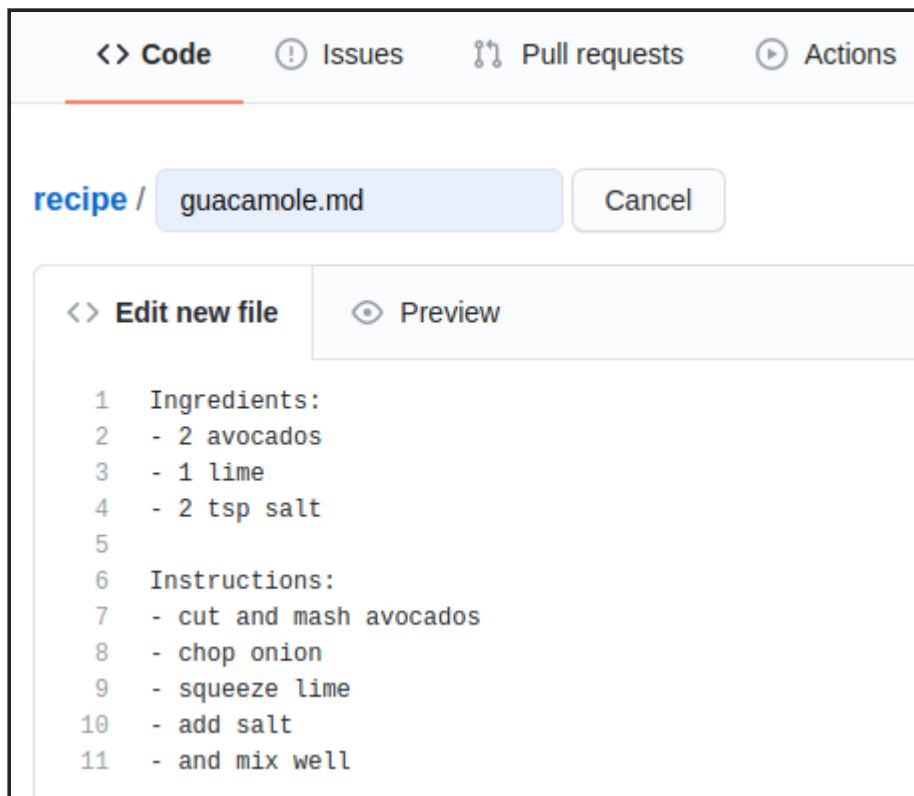 Code Issues Pull requests Actions
recipe / guacamole.md Cancel
Edit new file Preview
1 Ingredients:
2 - 2 avocados
3 - 1 lime
4 - 2 tsp salt
5
6 Instructions:
7 - cut and mash avocados
8 - chop onion
9 - squeeze lime
10 - add salt
11 - and mix well